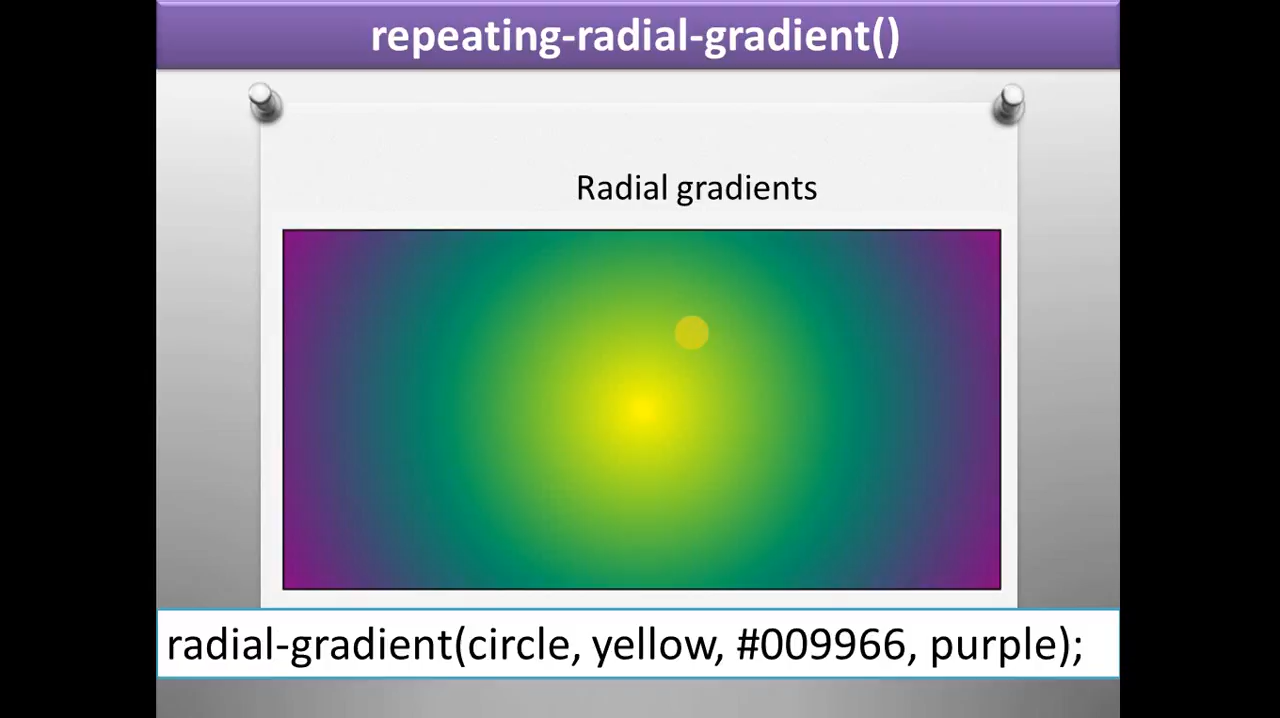 repeating-radial-gradient()
Radial gradients
radial-gradient(circle, yellow, #009966, purple);